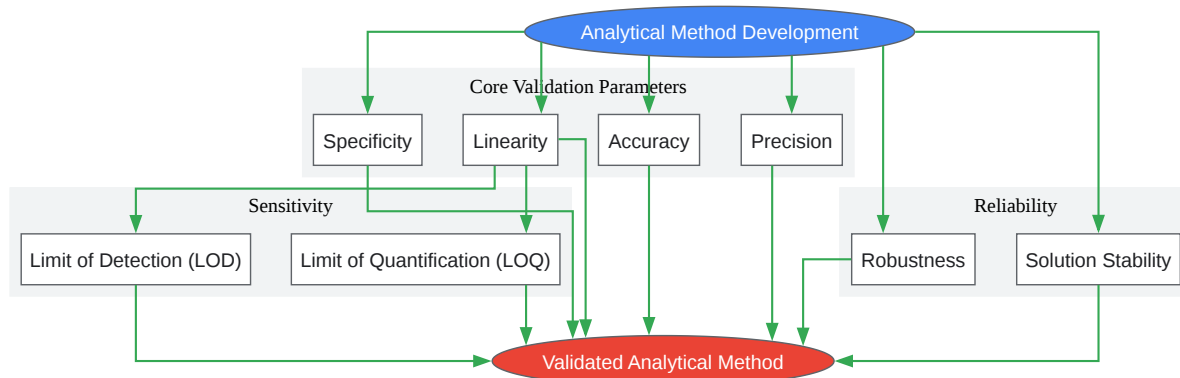 Analytical Method Development
Core Validation Parameters
Specificity
Linearity
Accuracy
Precision
Sensitivity
Reliability
Limit of Detection (LOD)
Limit of Quantification (LOQ)
Robustness
Solution Stability
Validated Analytical Method